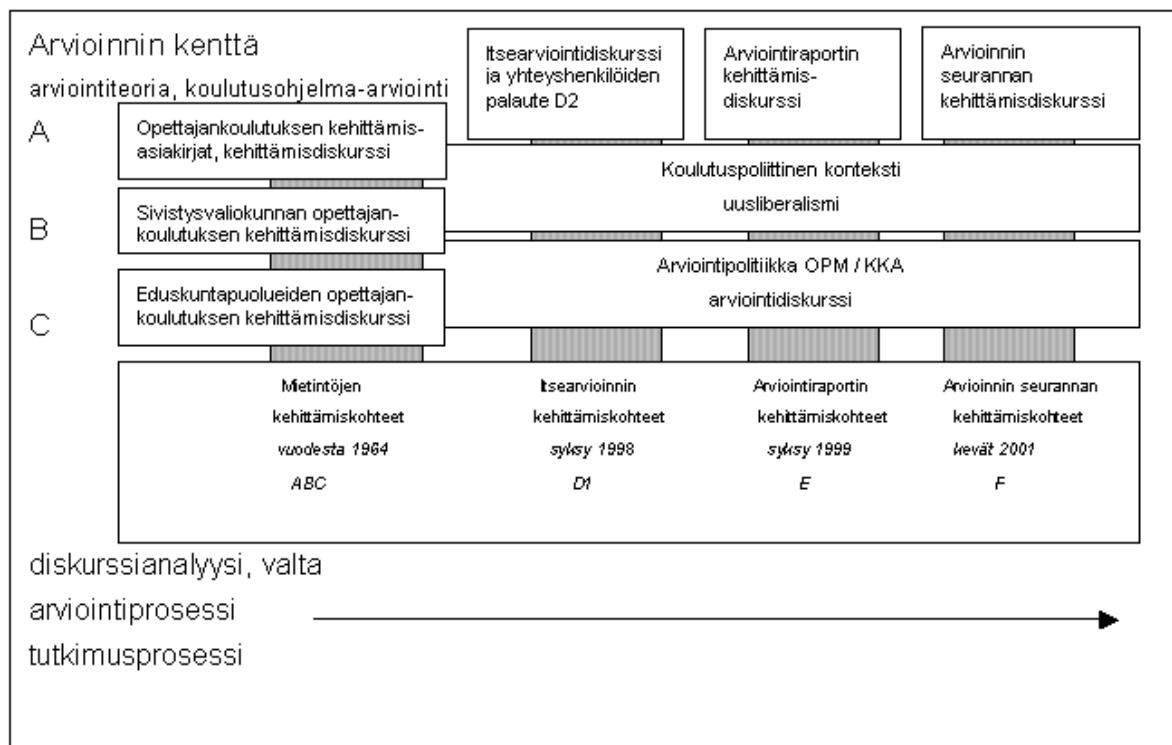 Arvioinnin kenttä
arviointiteoria, koulutusohjelma-arviointi
Itsearviointidiskurssi
ja yhteyshenkilöiden
palaute D2
Arviointiraportin
kehittämis-
diskurssi
Arvioinnin
seurannan
kehittämisdiskurssi
A
Opettajankoulutuksen kehittämis-
asiakirjat, kehittämisdiskurssi
Koulutuspoliittinen konteksti
uusliberalismi
B
Sivistysvaliokunnan opettajan-
koulutuksen kehittämisdiskurssi
Arviointipolitiikka OPM / KKA
arviointidiskurssi
C
Eduskuntapuolueiden opettajan-
koulutuksen kehittämisdiskurssi
Mietintöjen
kehittämiskohteet
vuodesta 1964
ABC
Itsearvioinnin
kehittämiskohteet
syksy 1998
D1
Arviointiraportin
kehittämiskohteet
syksy 1999
E
Arvioinnin seurannan
kehittämiskohteet
kevät 2001
F
diskurssianalyysi, valta
arviointiprosessi
tutkimusprosessi